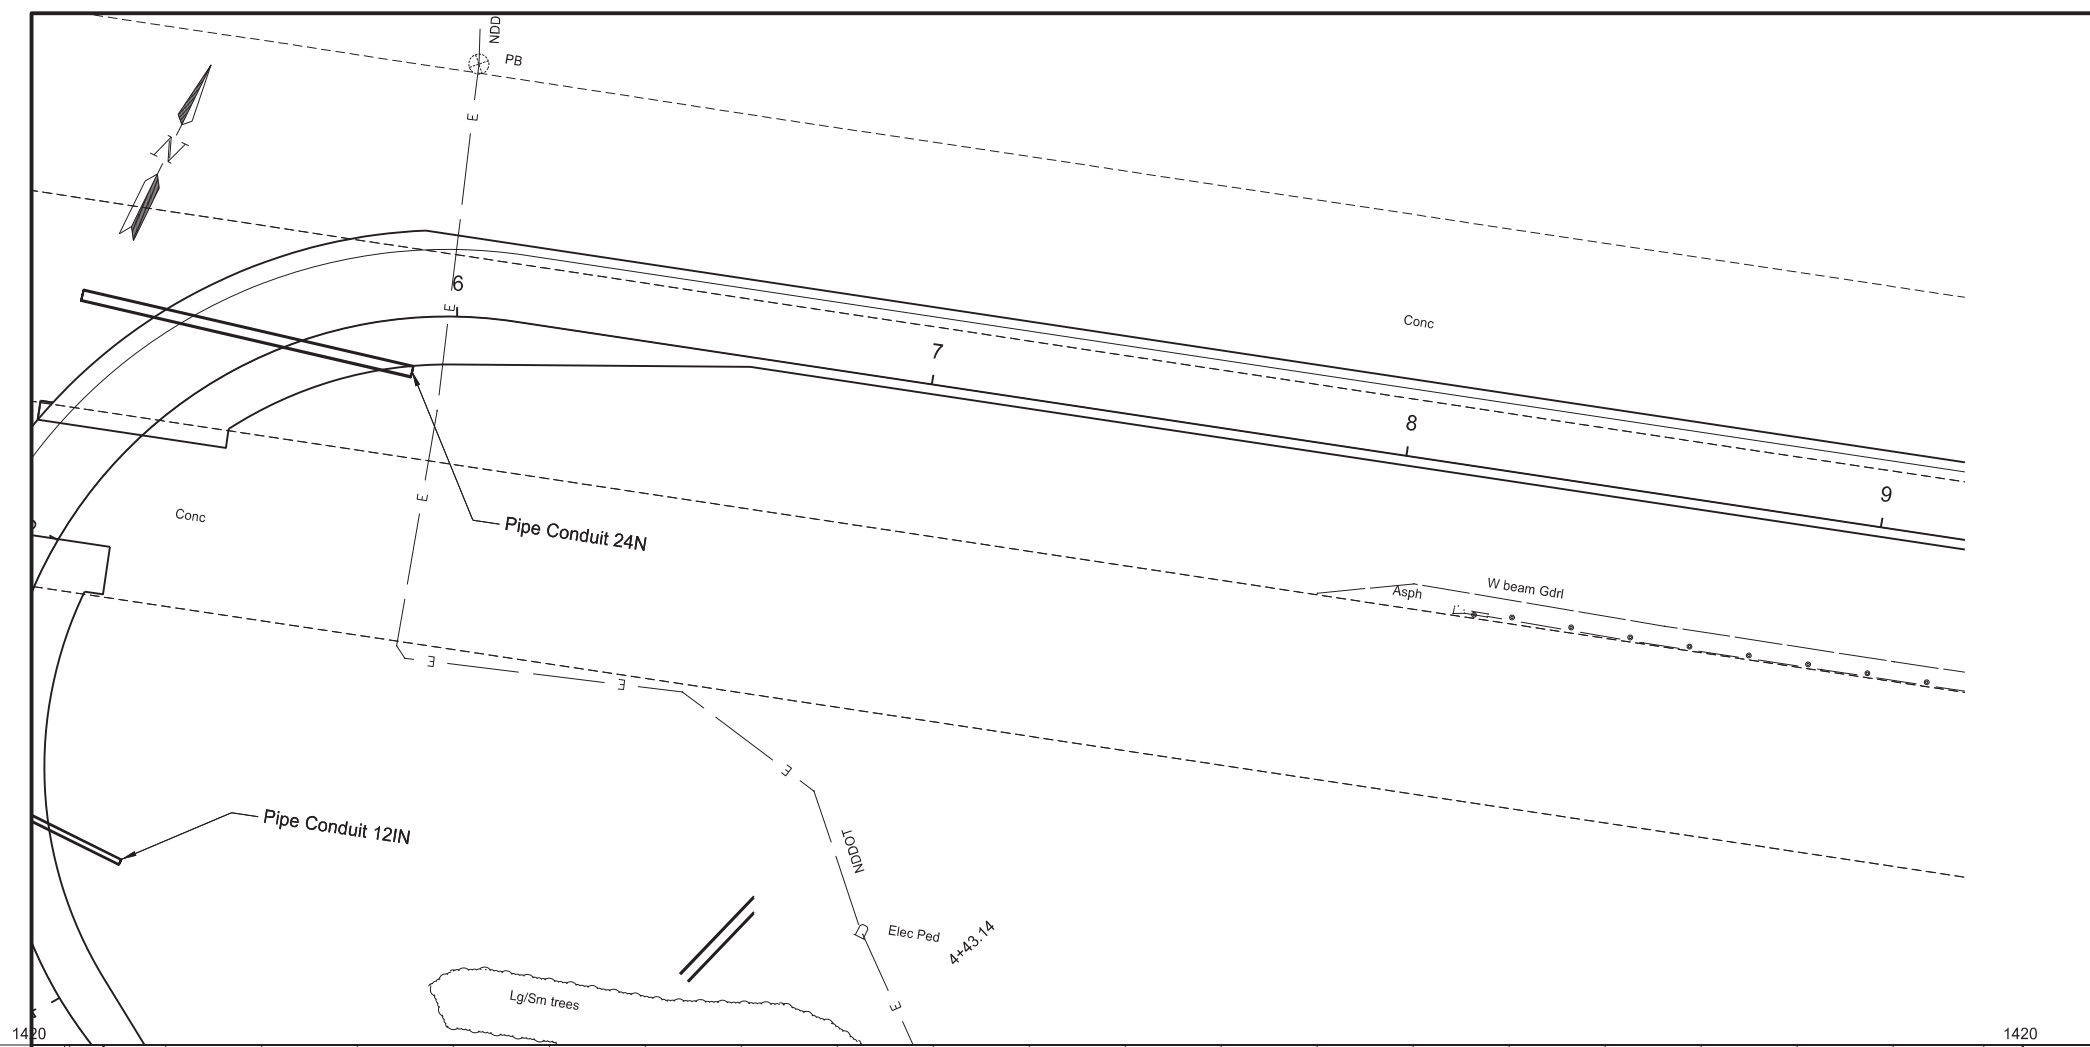 NDD
PB
E
N
6
E
Conc
7
8
9
E
Conc
Pipe Conduit 24N
W beam Gdrl
Asph
E
E
E
Pipe Conduit 12IN
NDDOT
Elec Ped
4+43.14
Lg/Sm trees
E
1420
1420